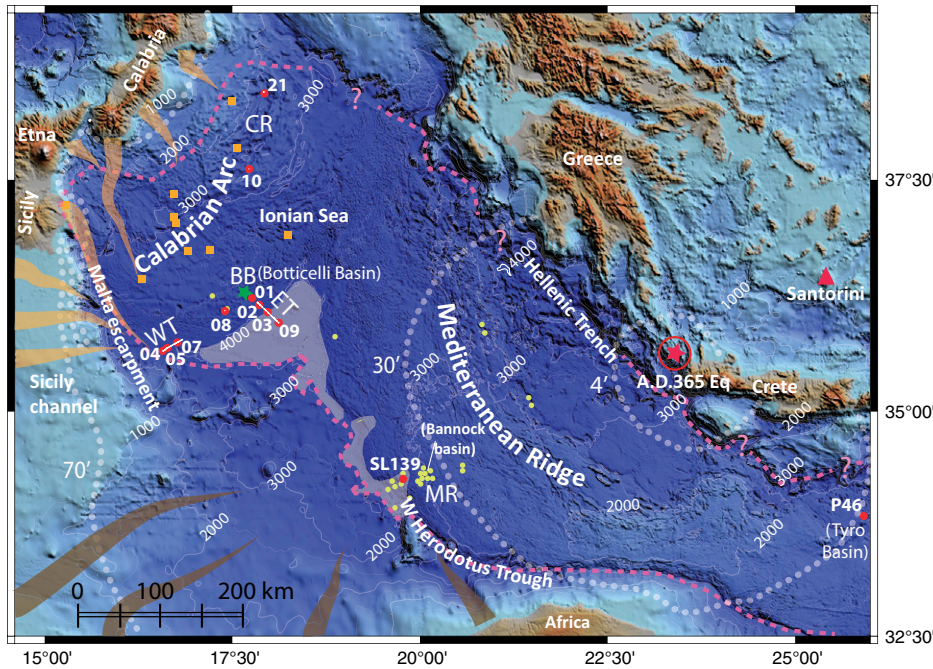 Calabria
1000
21
3000
?
CR
2000
Etna
Greece
10
37°30'
3000
Calabrian Arc
Sicily
Ionian Sea
?
4000
Hellenic Trench
BB (Botticelli Basin)
01
1000
Santorini
Malta escarpment
02
ET
08
03
09
4000
WT
04
07
05
Mediterranean Ridge
30'
3000
3000
4'
A.D.365 Eq
Crete
Sicily
channel
3000
3000
2000
35°00'
1000
(Bannock
basin)
?
70'
SL139
3000
MR
3000
?
2000
2000
P46
(Tyro
Basin)
2000
2000
W Herodotus Trough
0 100 200 km
Africa
32°30'
15°00' 17°30' 20°00' 22°30' 25°00'